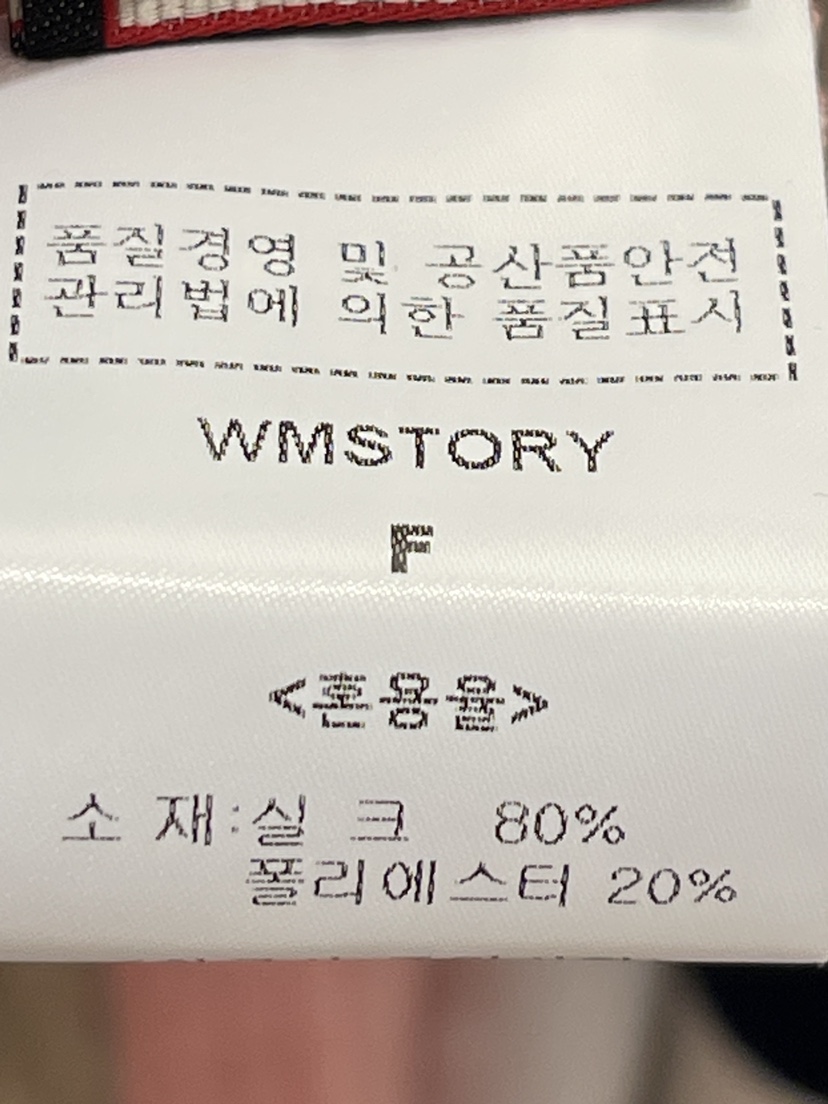 품질경영 및 공산품안전
관리법에 의한 품질표시
WMSTORY
F
<혼용율>
소 재:실 크 80%
폴리에스터 20%